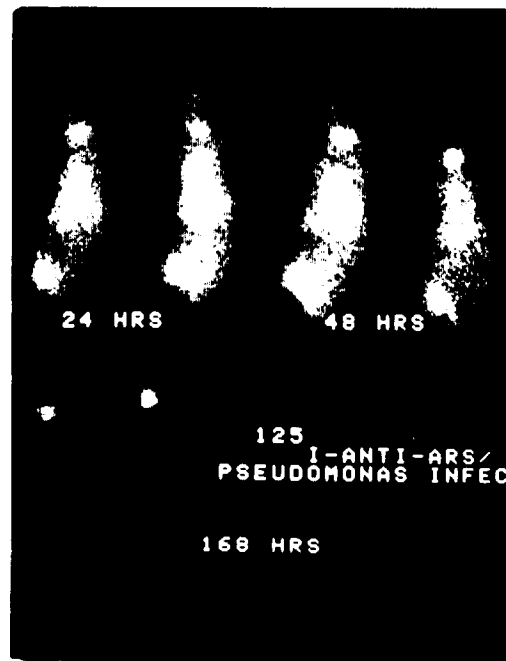 24 HRS 48 HRS
125
I-ANTI-ARS/
PSEUDOMONAS INFEC
168 HRS